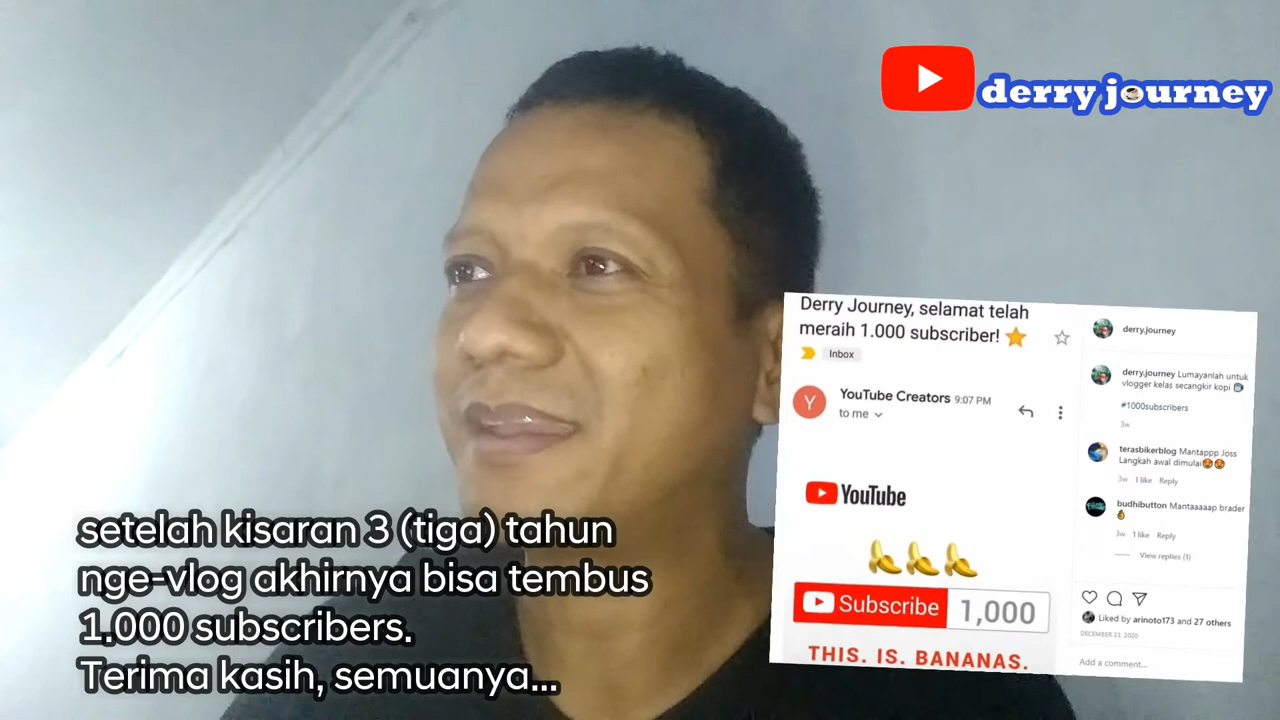 derry journey
Derry Journey, selamat telah
meraih 1.000 subscriber!
Inbox
Y
YouTube Creators 9:07 PM
to me
YouTube
Subscribe 1,000
THIS. IS. BANANAS.
derry.journey
derry.journey Lumayanlah untuk
vlogger kelas secangkir kopi
#1000subscribers
3w
terasbikerblog Mantappp Joss
Langkah awal dimulai
3w 1 like Reply
budhibutton Mantaaaaap brader
3w 1 like Reply
View replies (1)
Liked by arinoto173 and 27 others
DECEMBER 23, 2020
Add a comment...
setelah kisaran 3 (tiga) tahun
nge-vlog akhirnya bisa tembus
1.000 subscribers.
Terima kasih, semuanya...